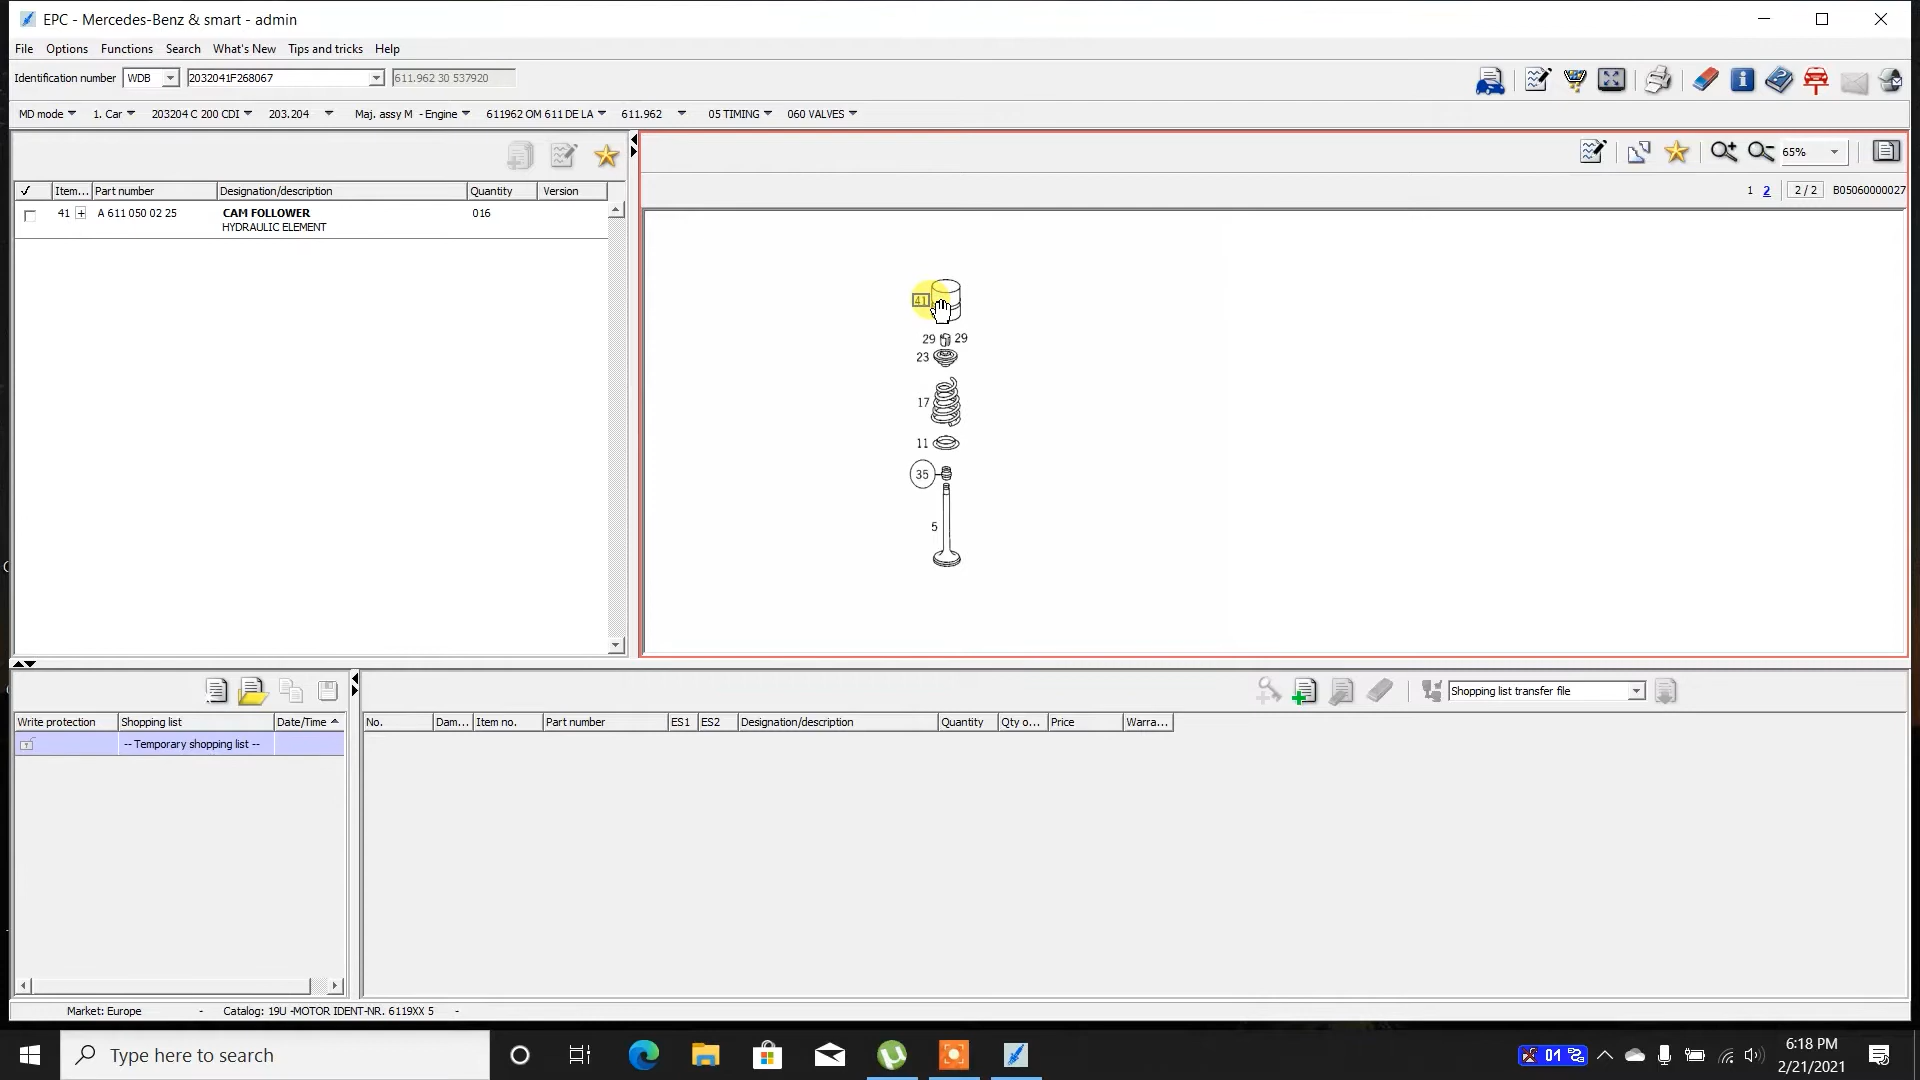 EPC - Mercedes-Benz & smart - admin
File Options Functions Search What's New Tips and tricks Help
Identification number WDB 2032041F268067 611.962 30 537920
MD mode 1. Car 203204 C 200 CDI 203.204 Maj. assy M - Engine 611962 OM 611 DE LA 611.962 05 TIMING 060 VALVES
65%
1 2 2 / 2 B05060000027
✓ Item... Part number Designation/description Quantity Version
41 + A 611 050 02 25 CAM FOLLOWER 016
HYDRAULIC ELEMENT
41
29 29
23
17
11
35
5
Shopping list transfer file
Write protection Shopping list Date/Time
-- Temporary shopping list --
No. Dam... Item no. Part number ES1 ES2 Designation/description Quantity Qty o... Price Warra...
Market: Europe - Catalog: 19U -MOTOR IDENT-NR. 6119XX 5 -
Type here to search
01
6:18 PM
2/21/2021